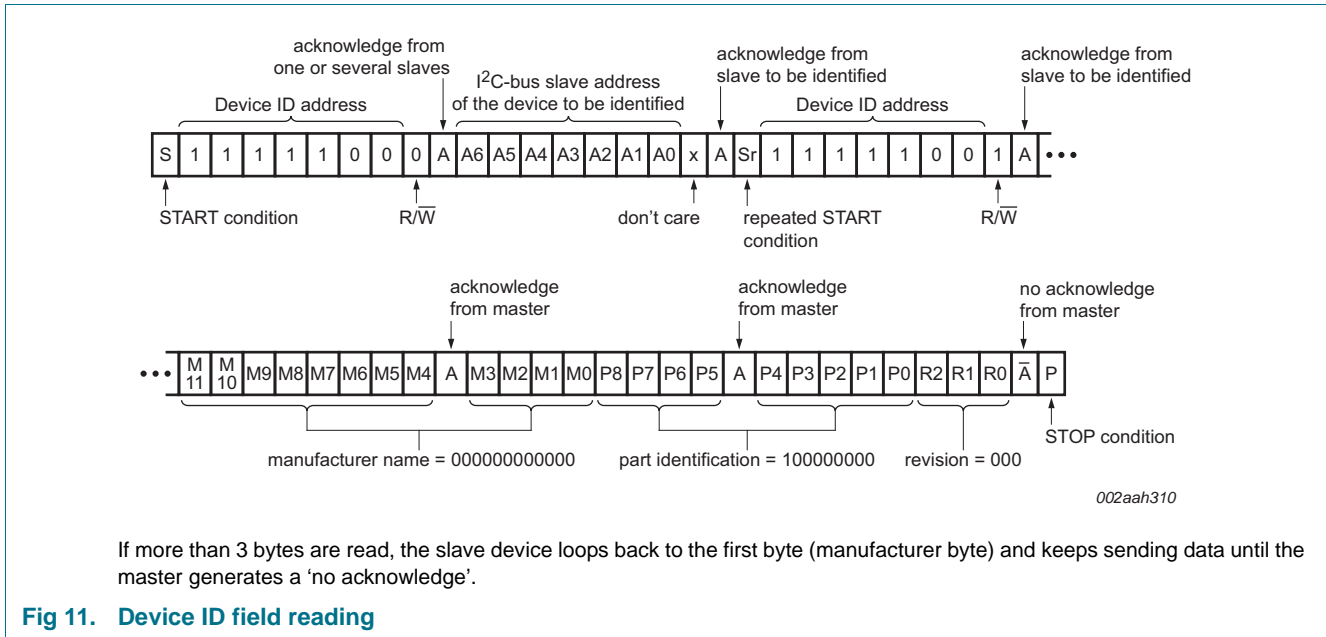 acknowledge from
one or several slaves
acknowledge from
slave to be identified
acknowledge from
slave to be identified
I²C-bus slave address
of the device to be identified
Device ID address
Device ID address
S 1 1 1 1 1 0 0 0 A A6 A5 A4 A3 A2 A1 A0 x A Sr 1 1 1 1 1 0 0 1 A •••
START condition
R/W̅
don't care
repeated START
condition
R/W̅
acknowledge
from master
acknowledge
from master
no acknowledge
from master
••• M11 M10 M9 M8 M7 M6 M5 M4 A M3 M2 M1 M0 P8 P7 P6 P5 A P4 P3 P2 P1 P0 R2 R1 R0 A̅ P
STOP condition
manufacturer name = 000000000000
part identification = 100000000
revision = 000
002aah310
If more than 3 bytes are read, the slave device loops back to the first byte (manufacturer byte) and keeps sending data until the
master generates a ‘no acknowledge’.
Fig 11. Device ID field reading